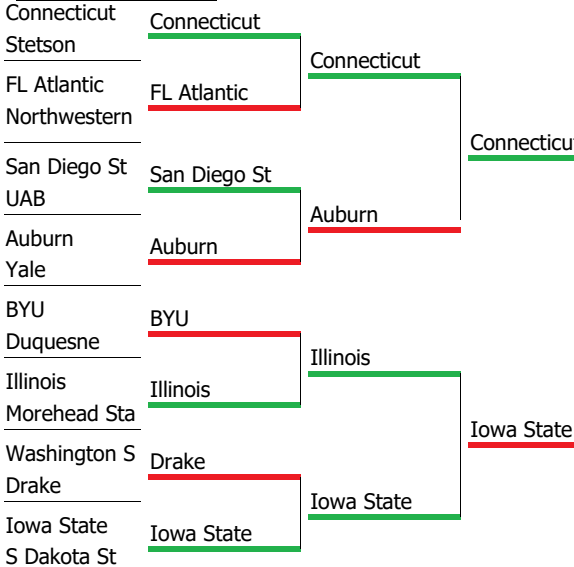 Connecticut
Stetson
FL Atlantic
Northwestern
San Diego St
UAB
Auburn
Yale
BYU
Duquesne
Illinois
Morehead Sta
Washington S
Drake
Iowa State
S Dakota St
Connecticut
FL Atlantic
San Diego St
Auburn
BYU
Illinois
Drake
Iowa State
Connecticut
Auburn
Illinois
Iowa State
Connecticu
Iowa State